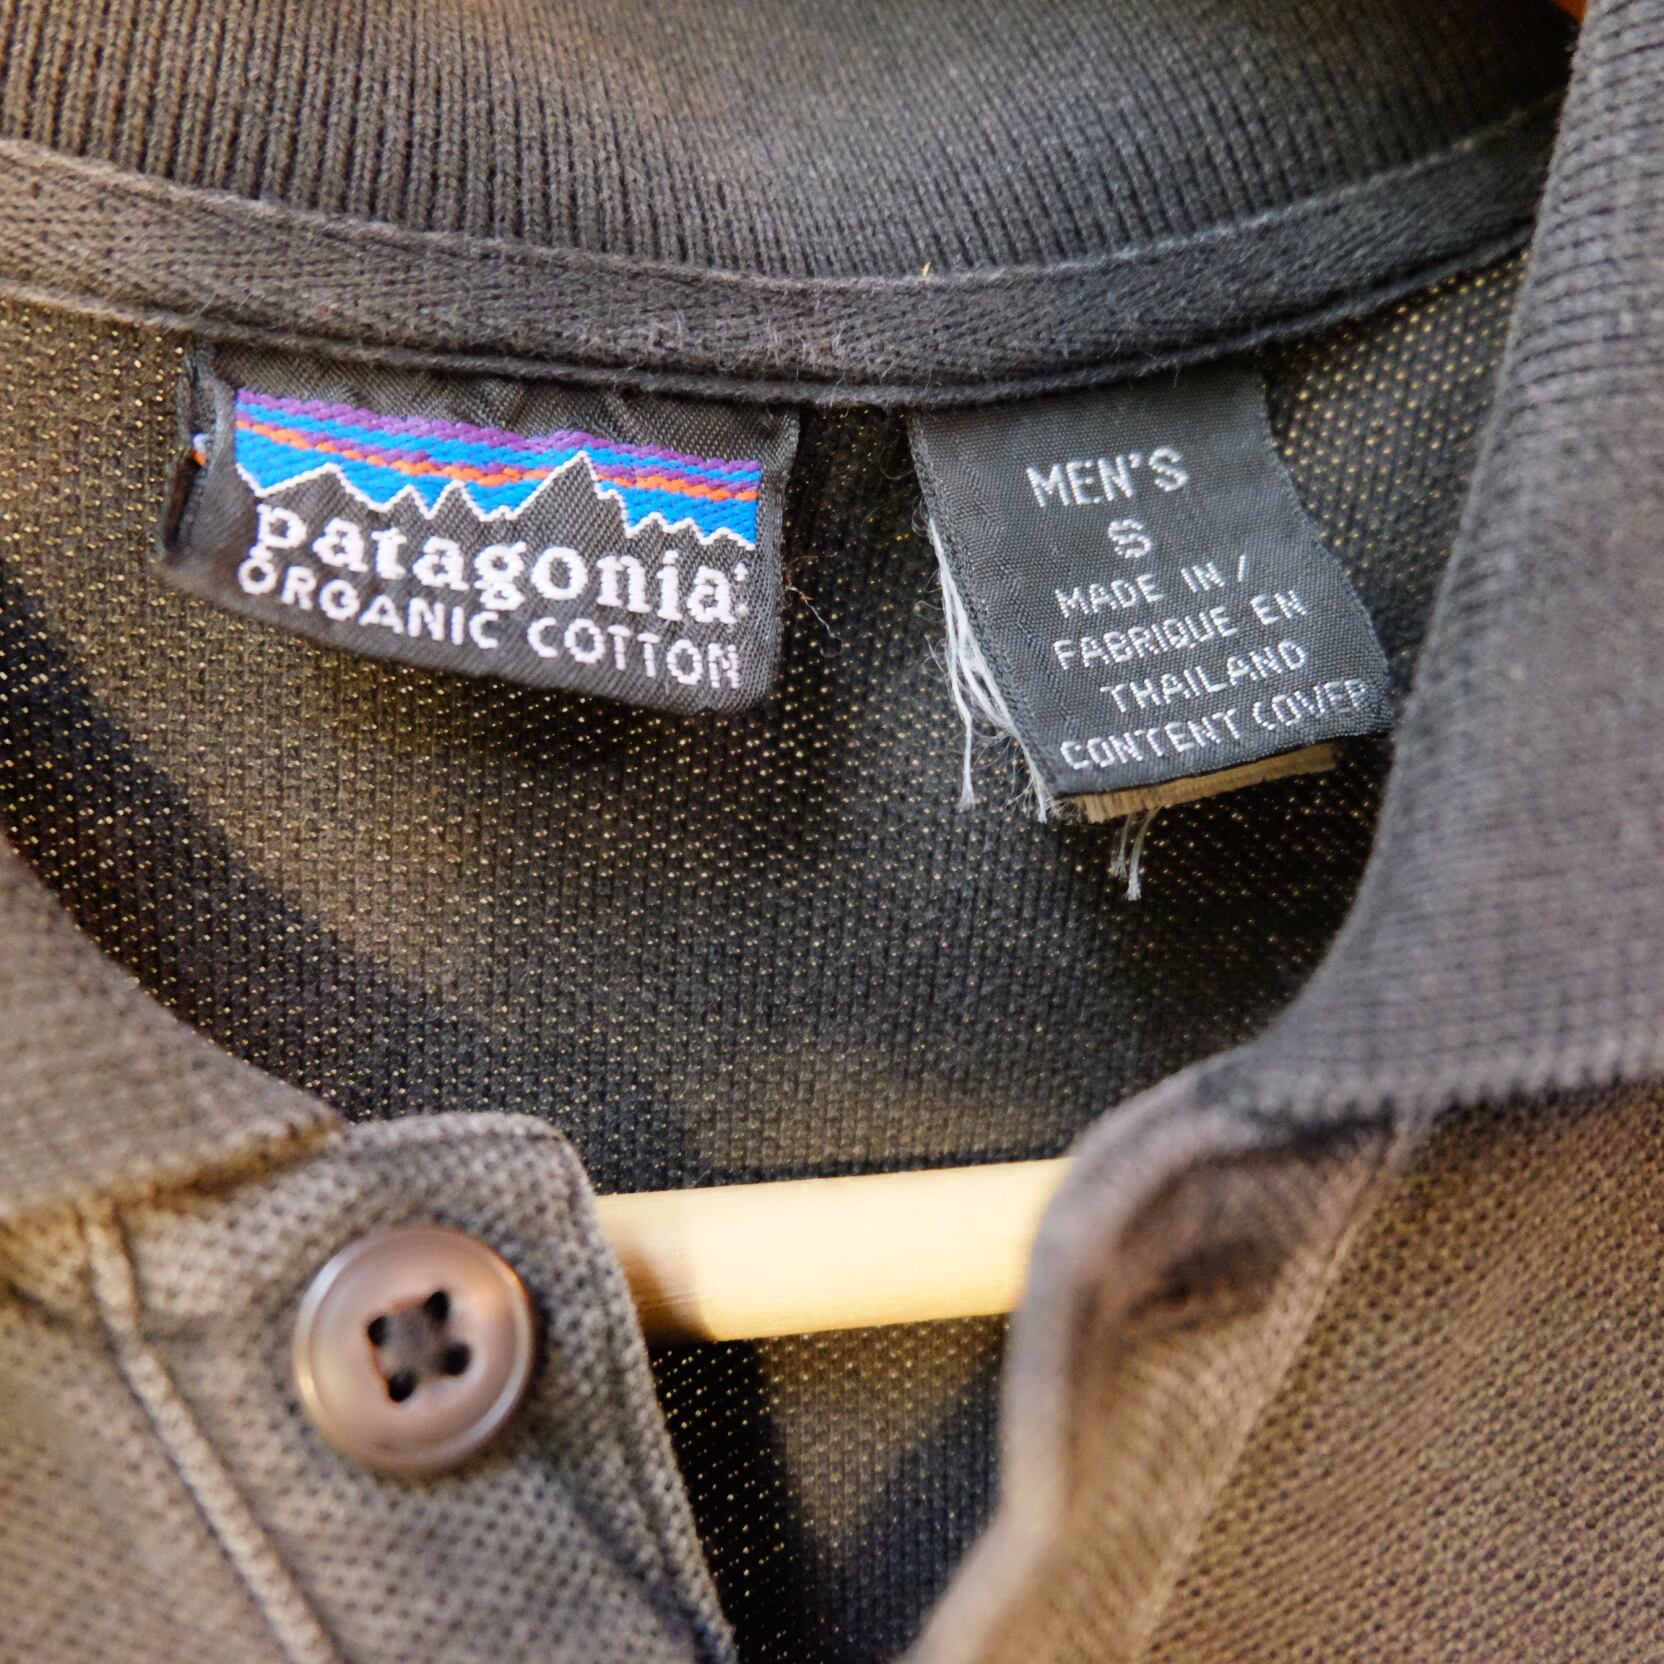 patagonia
ORGANIC COTTON
MEN'S
S
MADE IN /
FABRIQUE EN
THAILAND
CONTENT COVER